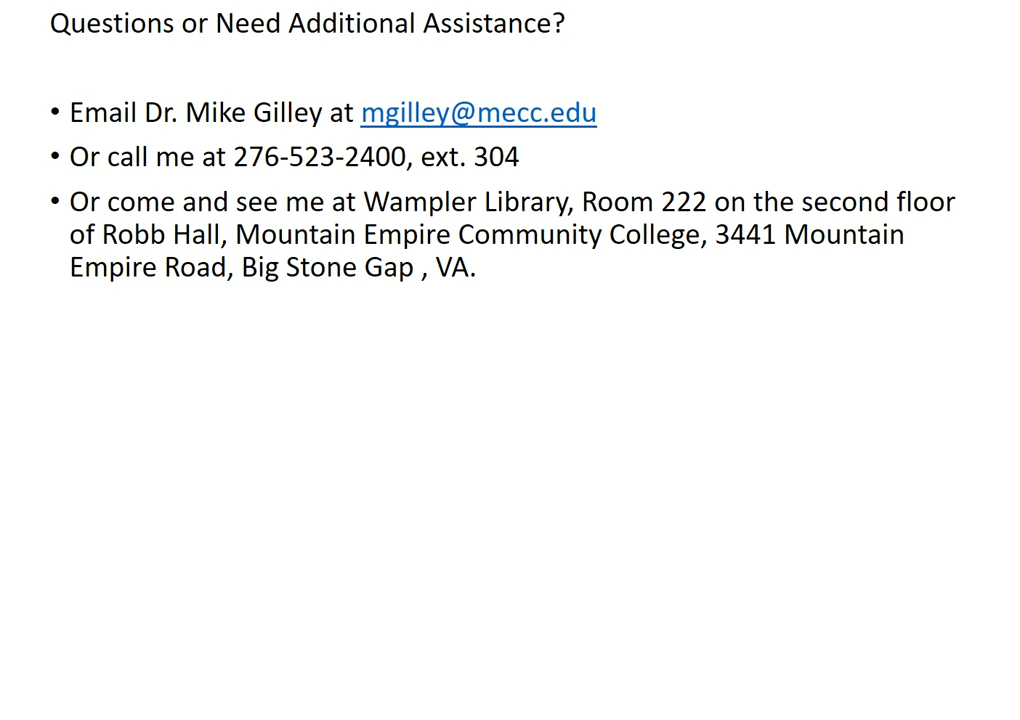 Questions or Need Additional Assistance?
• Email Dr. Mike Gilley at mgilley@mecc.edu
• Or call me at 276-523-2400, ext. 304
• Or come and see me at Wampler Library, Room 222 on the second floor
of Robb Hall, Mountain Empire Community College, 3441 Mountain
Empire Road, Big Stone Gap , VA.